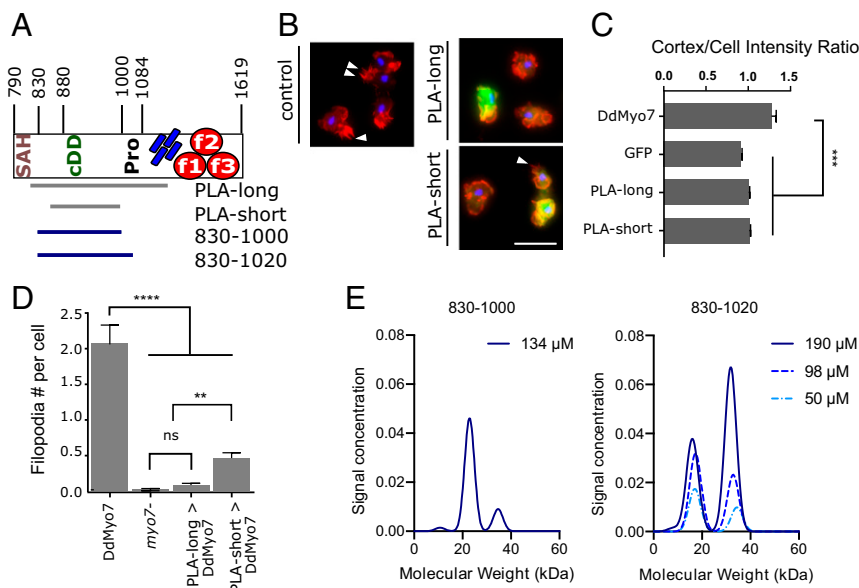 A
790
830
880
1000
1084
1619
SAH
cDD
Pro
f2
f1
f3
PLA-long
PLA-short
830-1000
830-1020
B
control
PLA-long
PLA-short
C
Cortex/Cell Intensity Ratio
0.0 0.5 1.0 1.5
DdMyo7
GFP
PLA-long
PLA-short
***
D
Filopodia # per cell
2.5
2.0
1.5
1.0
0.5
0.0
****
**
ns
DdMyo7
myo7-
PLA-long >
DdMyo7
PLA-short >
DdMyo7
E
830-1000
134 µM
Signal concentration
0.08
0.06
0.04
0.02
0.00
0 20 40 60
Molecular Weight (kDa)
830-1020
190 µM
98 µM
50 µM
Signal concentration
0.08
0.06
0.04
0.02
0.00
0 20 40 60
Molecular Weight (kDa)